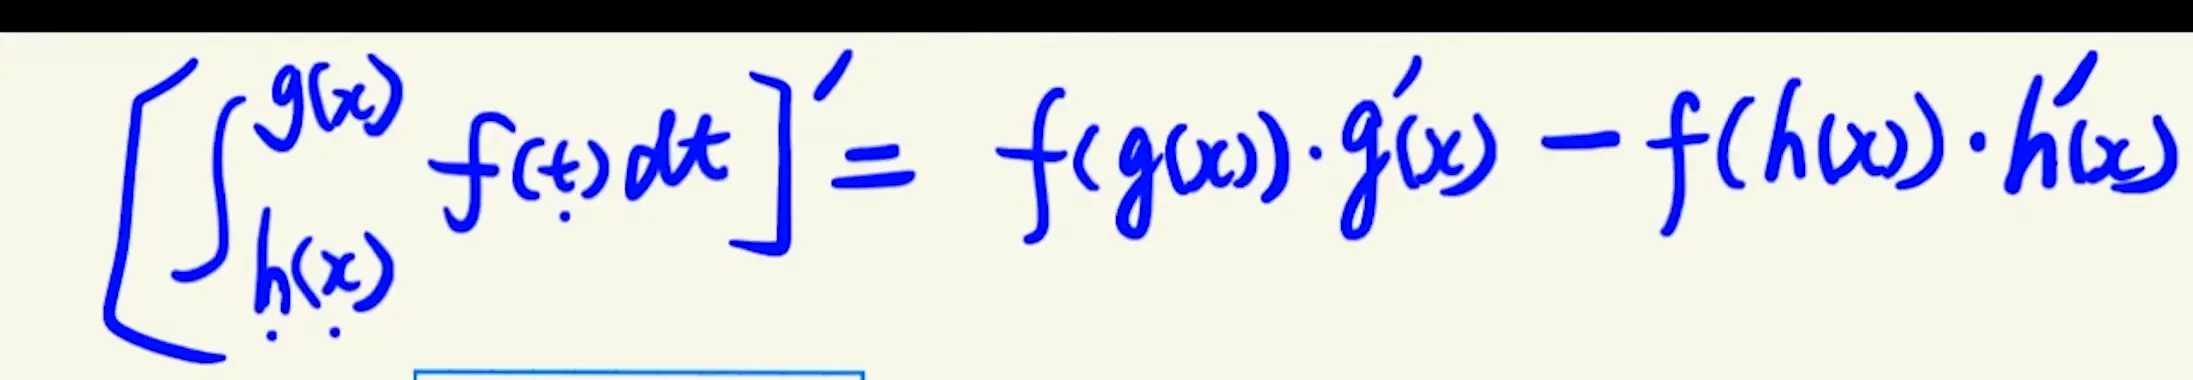 [∫_{h(x)}^{g(x)} f(t)dt]′ = f(g(x))·g′(x) − f(h(x))·h′(x)